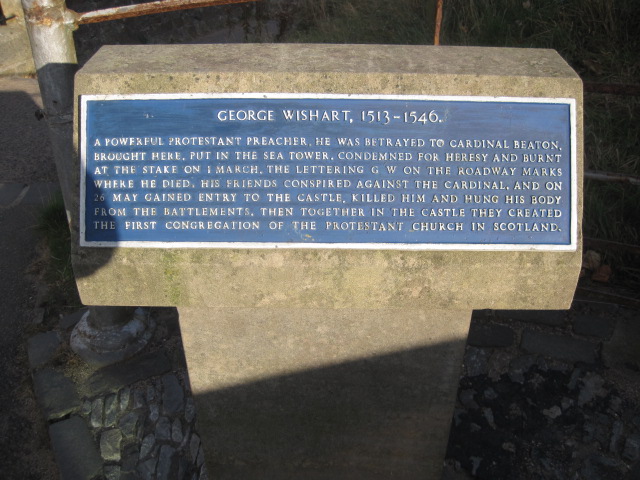 GEORGE WISHART, 1513-1546.
A POWERFUL PROTESTANT PREACHER, HE WAS BETRAYED TO CARDINAL BEATON,
BROUGHT HERE, PUT IN THE SEA TOWER, CONDEMNED FOR HERESY AND BURNT
AT THE STAKE ON 1 MARCH. THE LETTERING G W ON THE ROADWAY MARKS
WHERE HE DIED. HIS FRIENDS CONSPIRED AGAINST THE CARDINAL, AND ON
26 MAY GAINED ENTRY TO THE CASTLE, KILLED HIM AND HUNG HIS BODY
FROM THE BATTLEMENTS. THEN TOGETHER IN THE CASTLE THEY CREATED
THE FIRST CONGREGATION OF THE PROTESTANT CHURCH IN SCOTLAND.